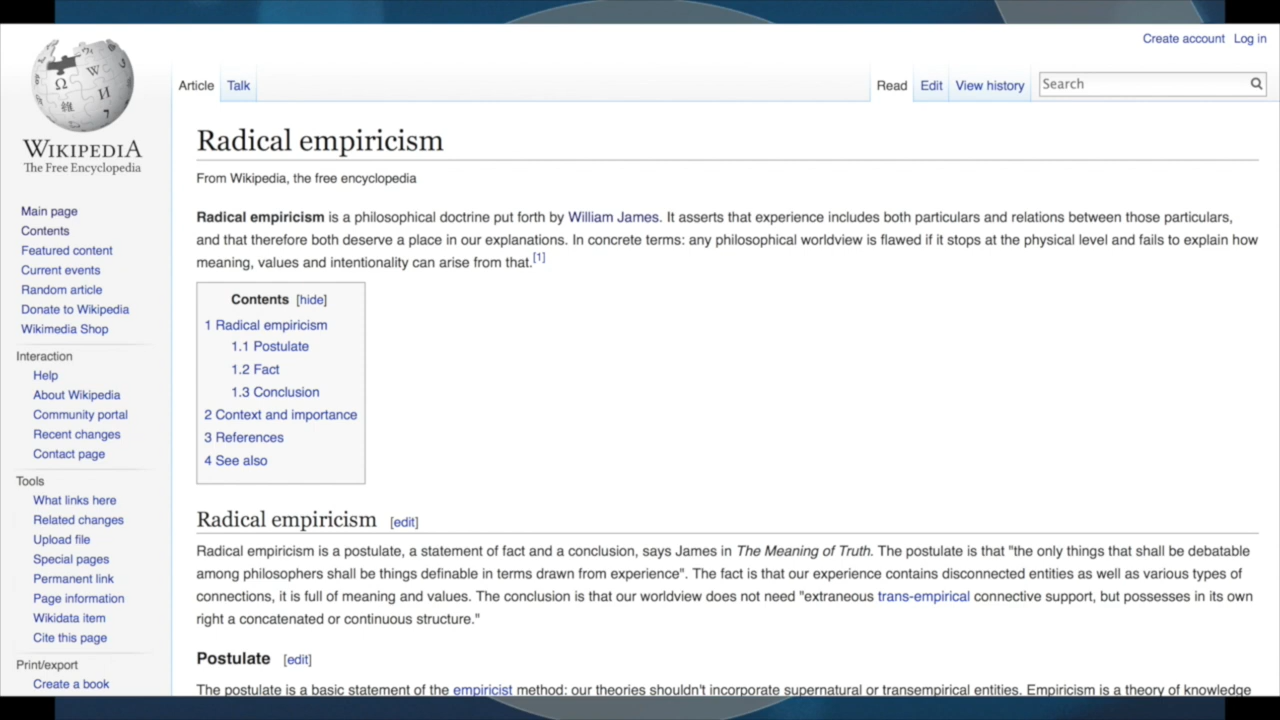 Create account Log in
Article Talk Read Edit View history Search
WIKIPEDIA
The Free Encyclopedia
Main page
Contents
Featured content
Current events
Random article
Donate to Wikipedia
Wikimedia Shop
Interaction
Help
About Wikipedia
Community portal
Recent changes
Contact page
Tools
What links here
Related changes
Upload file
Special pages
Permanent link
Page information
Wikidata item
Cite this page
Print/export
Create a book
Radical empiricism
From Wikipedia, the free encyclopedia
Radical empiricism is a philosophical doctrine put forth by William James. It asserts that experience includes both particulars and relations between those particulars,
and that therefore both deserve a place in our explanations. In concrete terms: any philosophical worldview is flawed if it stops at the physical level and fails to explain how
meaning, values and intentionality can arise from that.[1]
Contents [hide]
1 Radical empiricism
1.1 Postulate
1.2 Fact
1.3 Conclusion
2 Context and importance
3 References
4 See also
Radical empiricism [edit]
Radical empiricism is a postulate, a statement of fact and a conclusion, says James in The Meaning of Truth. The postulate is that "the only things that shall be debatable
among philosophers shall be things definable in terms drawn from experience". The fact is that our experience contains disconnected entities as well as various types of
connections, it is full of meaning and values. The conclusion is that our worldview does not need "extraneous trans-empirical connective support, but possesses in its own
right a concatenated or continuous structure."
Postulate [edit]
The postulate is a basic statement of the empiricist method: our theories shouldn't incorporate supernatural or transempirical entities. Empiricism is a theory of knowledge